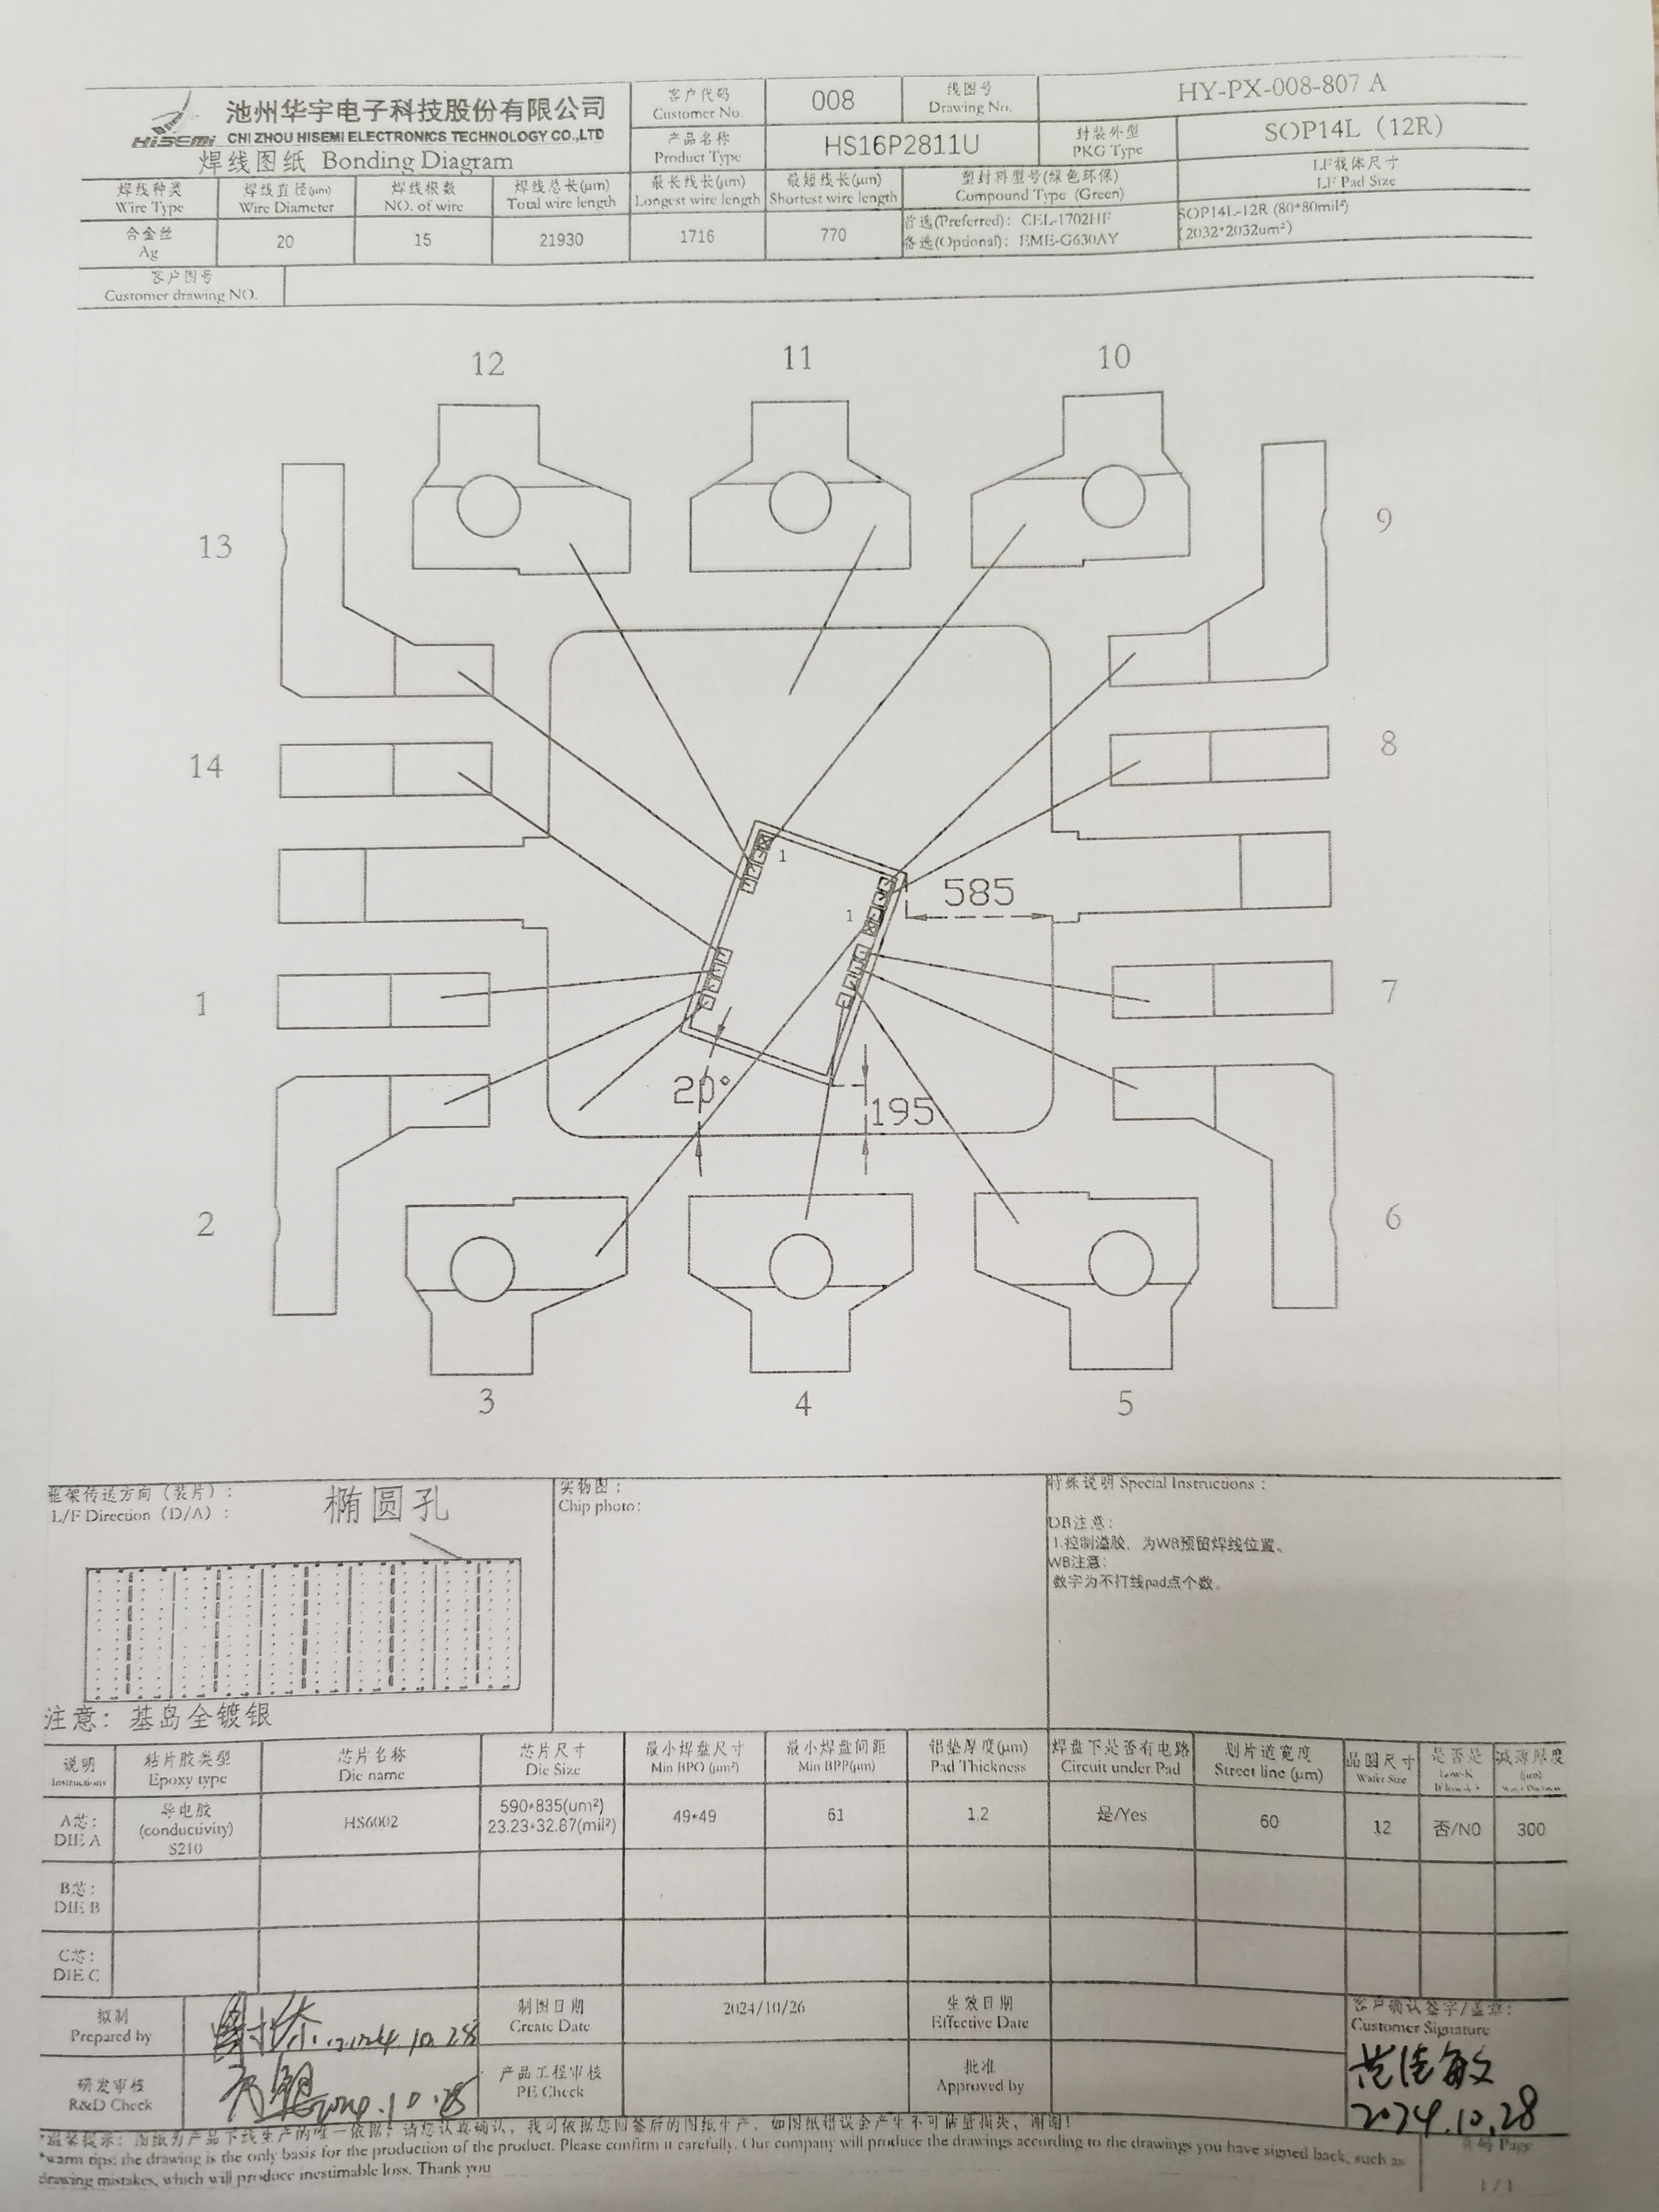 HiSEMi
池州华宇电子科技股份有限公司
CHI ZHOU HISEMI ELECTRONICS TECHNOLOGY CO.,LTD
焊线图纸 Bonding Diagram
客户代码
Customer No.
008
线图号
Drawing No.
HY-PX-008-807 A
产品名称
Product Type
HS16P2811U
封装外型
PKG Type
SOP14L（12R）
焊线种类
Wire Type
焊线直径(μm)
Wire Diameter
焊线根数
NO. of wire
焊线总长(μm)
Total wire length
最长线长(μm)
Longest wire length
最短线长(μm)
Shortest wire length
塑封料型号(绿色环保)
Compound Type (Green)
LF载体尺寸
LF Pad Size
合金丝
Ag
20
15
21930
1716
770
首选(Preferred)：CEL-1702HF
备选(Optional)：EME-G630AY
SOP14L-12R (80*80mil²)
(2032*2032um²)
客户图号
Customer drawing NO.
12
11
10
13
9
14
8
1
1
585
1
7
20°
195
2
6
3
4
5
框架传送方向（装片）：
L/F Direction（D/A）：
椭圆孔
注意：基岛全镀银
实物图：
Chip photo:
特殊说明 Special Instructions：
DB注意：
1.控制溢胶，为WB预留焊线位置。
WB注意：
数字为不打线pad点个数。
说明
Instructions
粘片胶类型
Epoxy type
芯片名称
Die name
芯片尺寸
Die Size
最小焊盘尺寸
Min BPO (μm²)
最小焊盘间距
Min BPP(μm)
铝垫厚度(μm)
Pad Thickness
焊盘下是否有电路
Circuit under Pad
划片道宽度
Street line (μm)
晶圆尺寸
Wafer Size
是否是
Low-K
减薄厚度
(μm)
A芯：
DIE A
导电胶
(conductivity)
S210
HS6002
590*835(um²)
23.23*32.87(mil²)
49*49
61
1.2
是/Yes
60
12
否/NO
300
B芯：
DIE B
C芯：
DIE C
拟制
Prepared by
2024.10.28
制图日期
Create Date
2024/10/26
生效日期
Effective Date
客户确认签字/盖章：
Customer Signature
范佳敏
2024.10.28
研发审核
R&D Check
2024.10.28
产品工程审核
PE Check
批准
Approved by
*温馨提示：图纸为产品下线生产的唯一依据，请您认真确认，我司依据您回签后的图纸生产，如图纸错误会产生不可估量损失，谢谢！
*warm tips: the drawing is the only basis for the production of the product. Please confirm it carefully. Our company will produce the drawings according to the drawings you have signed back, such as
drawing mistakes, which will produce inestimable loss. Thank you
页码 Page
1/1